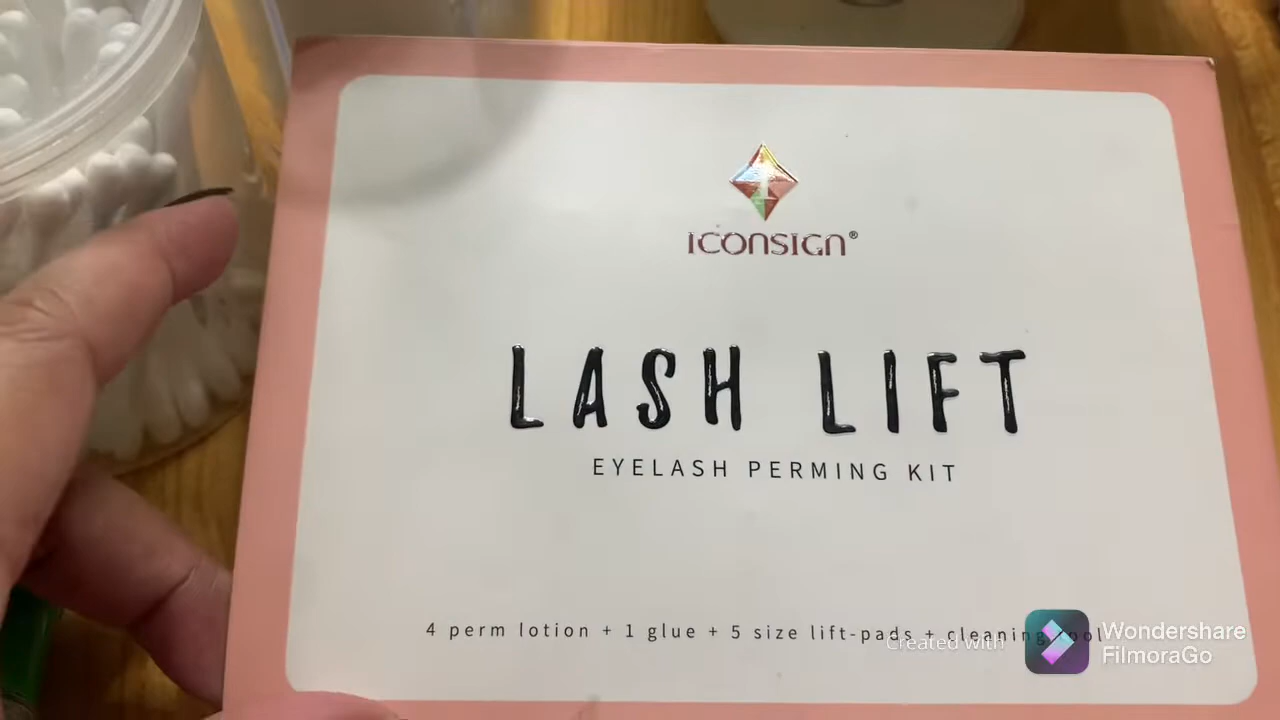 ICONSIGN®
LASH LIFT
EYELASH PERMING KIT
4 perm lotion + 1 glue + 5 size lift-pads + cleaning tool
Created with
Wondershare
FilmoraGo